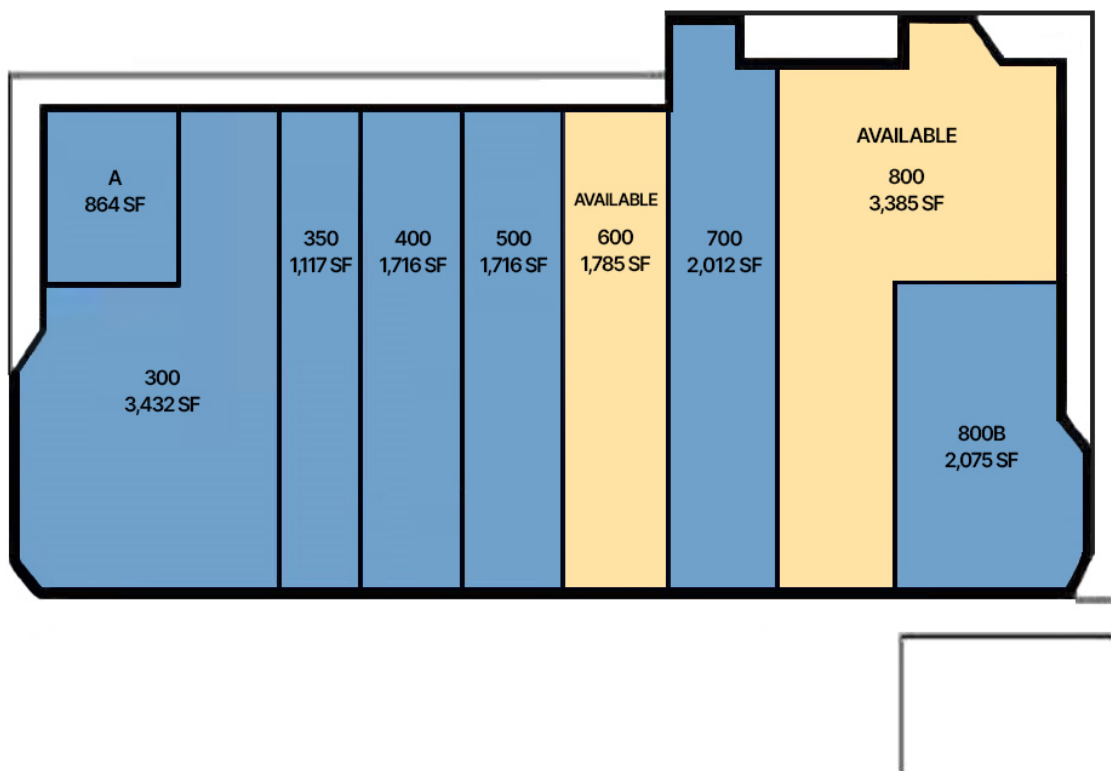 A
864 SF
300
3,432 SF
350
1,117 SF
400
1,716 SF
500
1,716 SF
AVAILABLE
600
1,785 SF
700
2,012 SF
AVAILABLE
800
3,385 SF
800B
2,075 SF